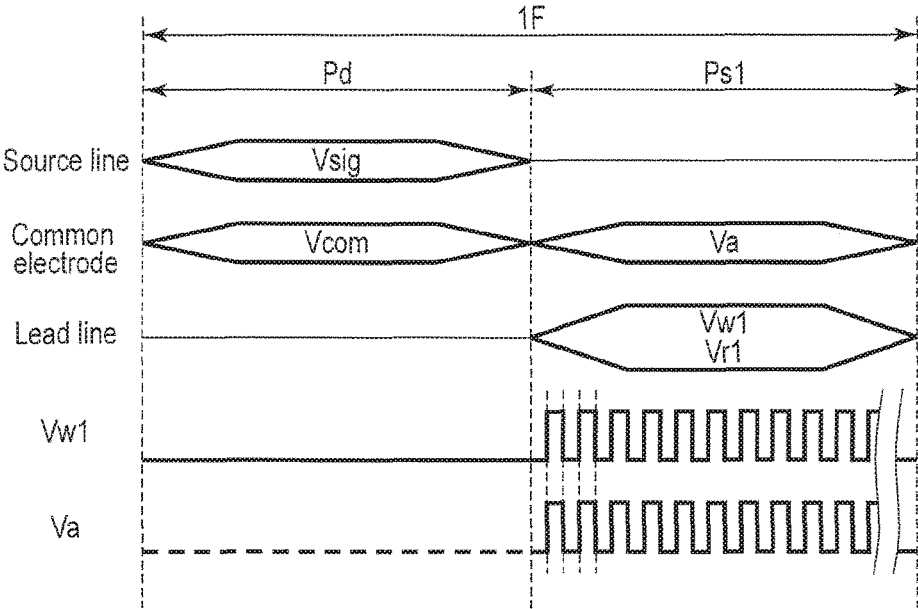 1F
Pd
Ps1
Source line
Vsig
Common
electrode
Vcom
Va
Lead line
Vw1
Vr1
Vw1
Va